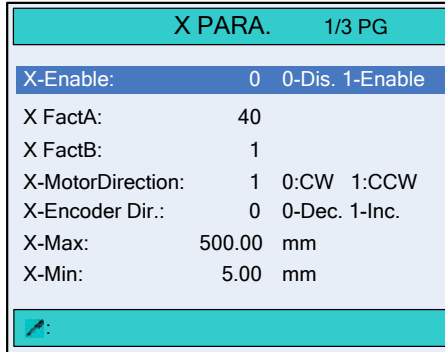 X PARA. 1/3 PG
X-Enable: 0 0-Dis. 1-Enable
X FactA: 40
X FactB: 1
X-MotorDirection: 1 0:CW 1:CCW
X-Encoder Dir.: 0 0-Dec. 1-Inc.
X-Max: 500.00 mm
X-Min: 5.00 mm
: